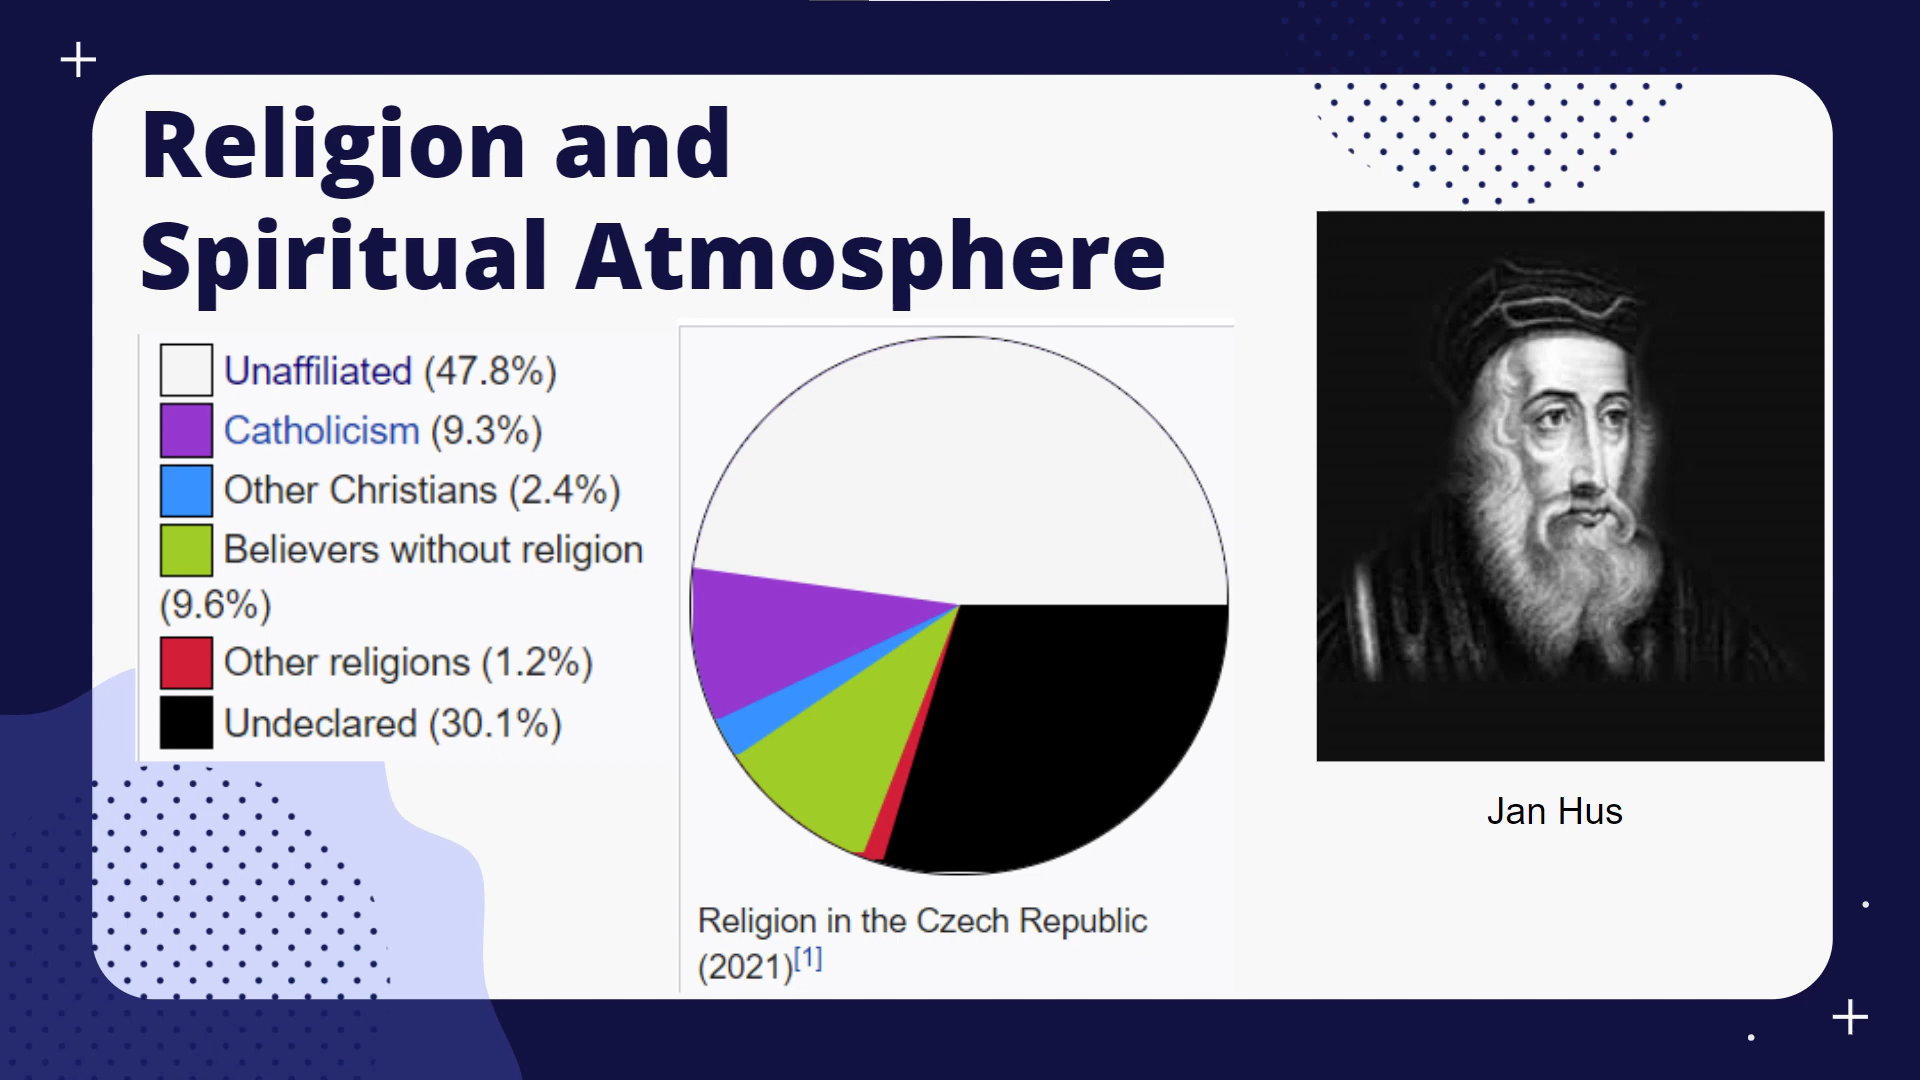 Religion and
Spiritual Atmosphere
Unaffiliated (47.8%)
Catholicism (9.3%)
Other Christians (2.4%)
Believers without religion
(9.6%)
Other religions (1.2%)
Undeclared (30.1%)
Religion in the Czech Republic
(2021)[1]
Jan Hus